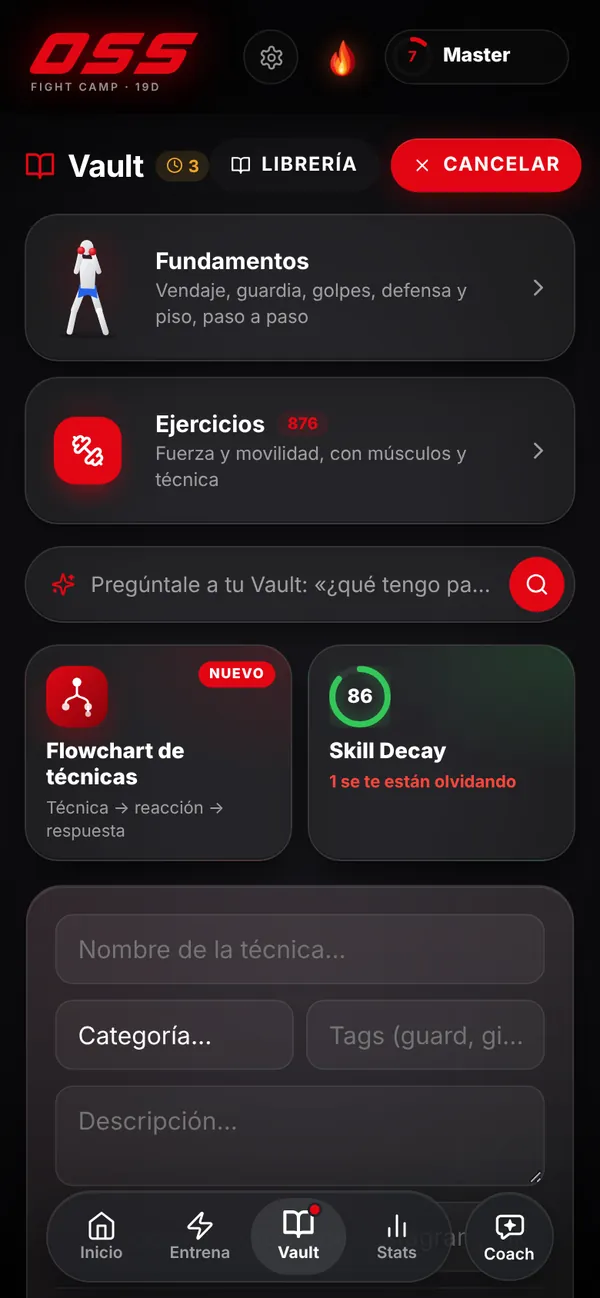 OSS
FIGHT CAMP · 19D
7
Master
Vault
3
LIBRERÍA
CANCELAR
Fundamentos
Vendaje, guardia, golpes, defensa y
piso, paso a paso
Ejercicios
876
Fuerza y movilidad, con músculos y
técnica
Pregúntale a tu Vault: «¿qué tengo pa...
NUEVO
Flowchart de
técnicas
Técnica → reacción →
respuesta
86
Skill Decay
1 se te están olvidando
Nombre de la técnica...
Categoría...
Tags (guard, gi...
Descripción...
Inicio
Entrena
Vault
Stats
Coach